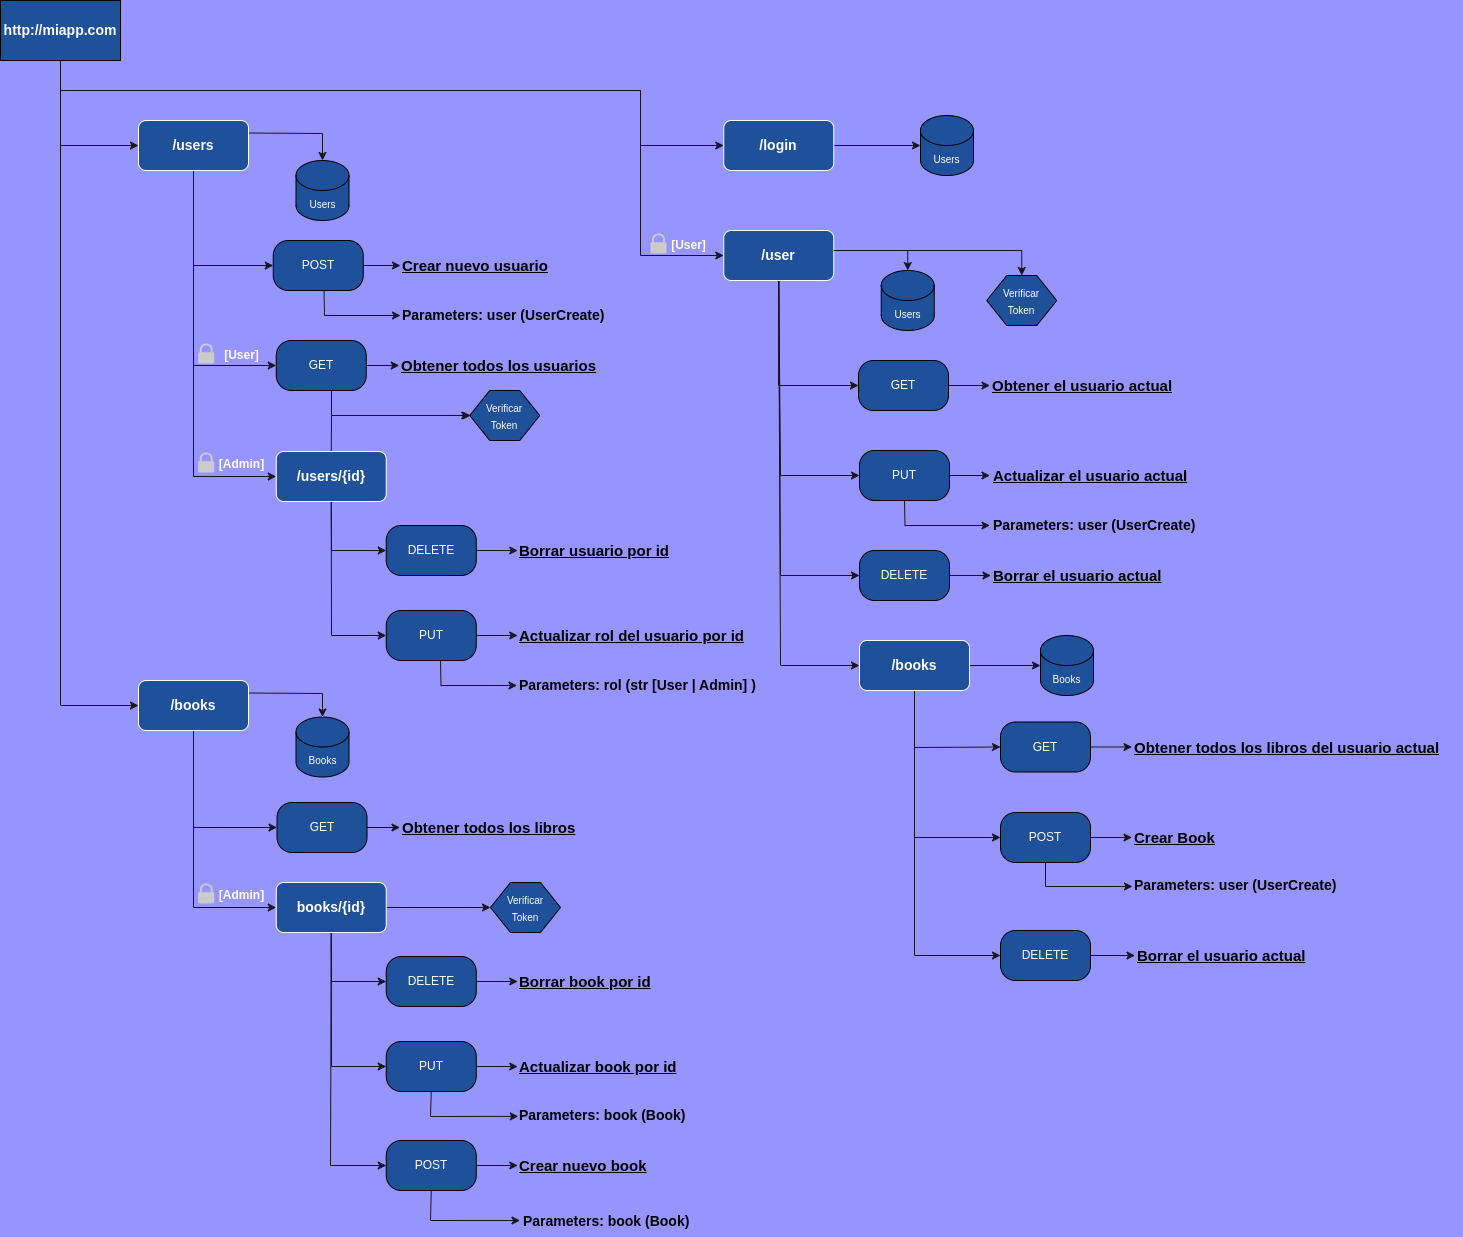 http://miapp.com
/users
Users
POST
Crear nuevo usuario
Parameters: user (UserCreate)
[User]
GET
Obtener todos los usuarios
Verificar
Token
[Admin]
/users/{id}
DELETE
Borrar usuario por id
PUT
Actualizar rol del usuario por id
Parameters: rol (str [User | Admin] )
/books
Books
GET
Obtener todos los libros
[Admin]
books/{id}
Verificar
Token
DELETE
Borrar book por id
PUT
Actualizar book por id
Parameters: book (Book)
POST
Crear nuevo book
Parameters: book (Book)
/login
Users
[User]
/user
Users
Verificar
Token
GET
Obtener el usuario actual
PUT
Actualizar el usuario actual
Parameters: user (UserCreate)
DELETE
Borrar el usuario actual
/books
Books
GET
Obtener todos los libros del usuario actual
POST
Crear Book
Parameters: user (UserCreate)
DELETE
Borrar el usuario actual